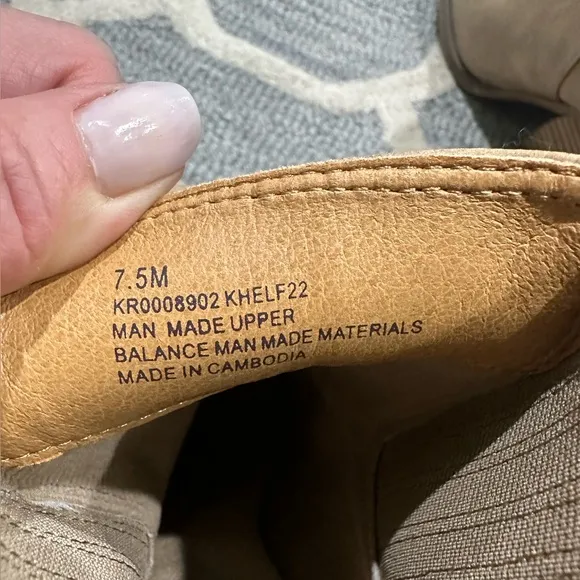 7.5M
KR0008902 KHELF22
MAN MADE UPPER
BALANCE MAN MADE MATERIALS
MADE IN CAMBODIA